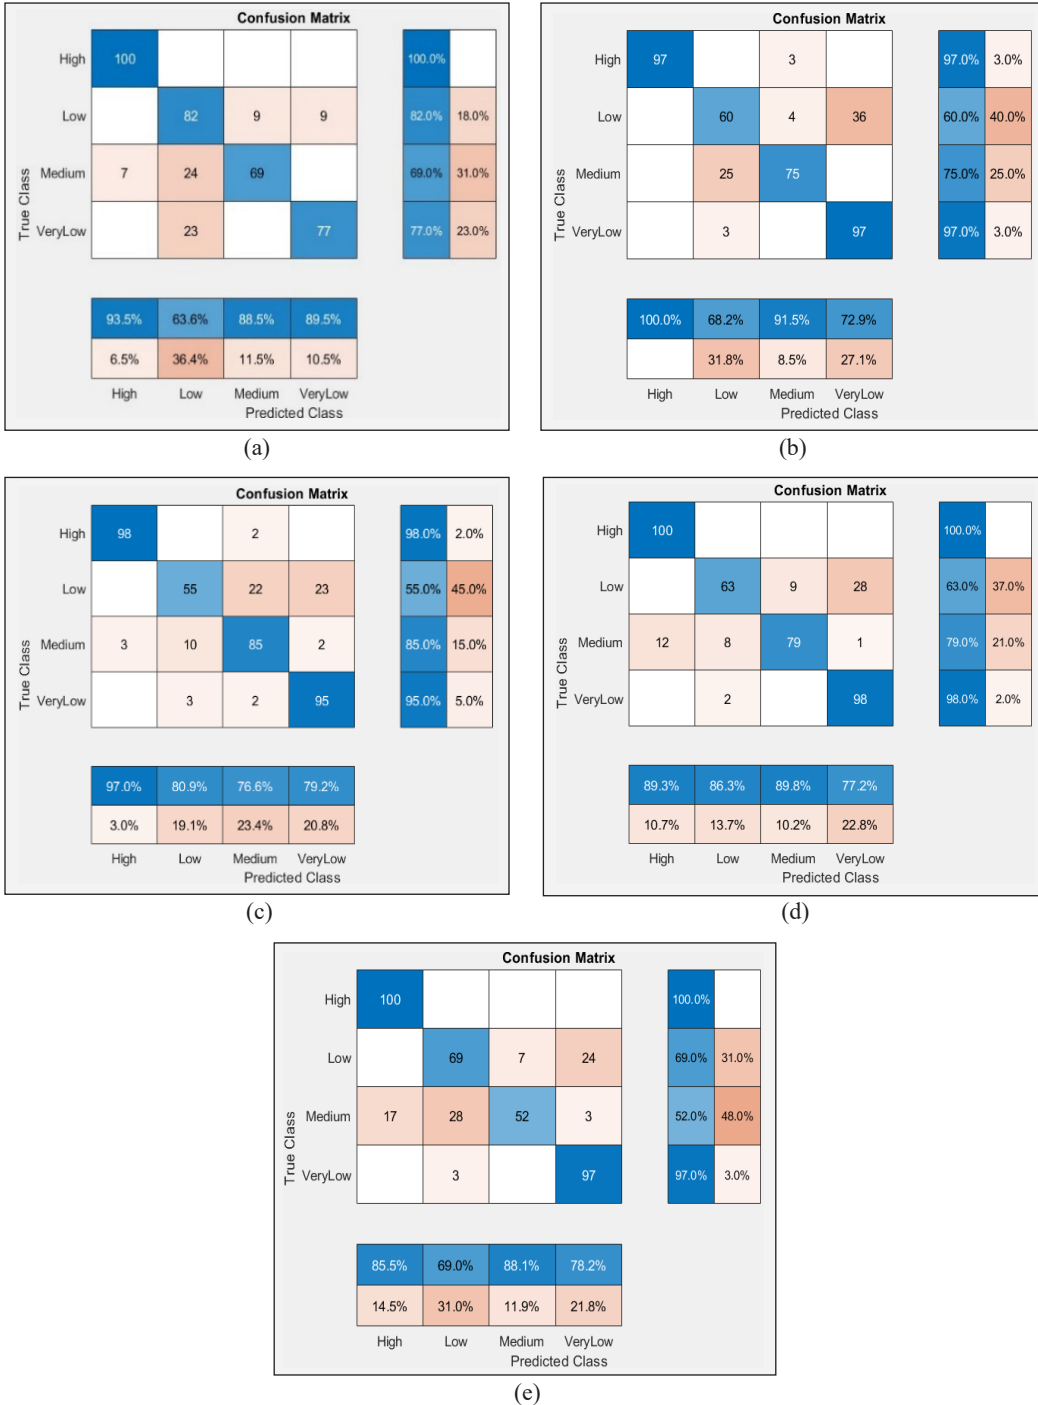 Confusion Matrix
High 100 100.0%
Low 82 9 9 82.0% 18.0%
Medium 7 24 69 69.0% 31.0%
VeryLow 23 77 77.0% 23.0%
True Class
93.5% 63.6% 88.5% 89.5%
6.5% 36.4% 11.5% 10.5%
High Low Medium VeryLow
Predicted Class
(a)
Confusion Matrix
High 97 3 97.0% 3.0%
Low 60 4 36 60.0% 40.0%
Medium 25 75 75.0% 25.0%
VeryLow 3 97 97.0% 3.0%
True Class
100.0% 68.2% 91.5% 72.9%
31.8% 8.5% 27.1%
High Low Medium VeryLow
Predicted Class
(b)
Confusion Matrix
High 98 2 98.0% 2.0%
Low 55 22 23 55.0% 45.0%
Medium 3 10 85 2 85.0% 15.0%
VeryLow 3 2 95 95.0% 5.0%
True Class
97.0% 80.9% 76.6% 79.2%
3.0% 19.1% 23.4% 20.8%
High Low Medium VeryLow
Predicted Class
(c)
Confusion Matrix
High 100 100.0%
Low 63 9 28 63.0% 37.0%
Medium 12 8 79 1 79.0% 21.0%
VeryLow 2 98 98.0% 2.0%
True Class
89.3% 86.3% 89.8% 77.2%
10.7% 13.7% 10.2% 22.8%
High Low Medium VeryLow
Predicted Class
(d)
Confusion Matrix
High 100 100.0%
Low 69 7 24 69.0% 31.0%
Medium 17 28 52 3 52.0% 48.0%
VeryLow 3 97 97.0% 3.0%
True Class
85.5% 69.0% 88.1% 78.2%
14.5% 31.0% 11.9% 21.8%
High Low Medium VeryLow
Predicted Class
(e)